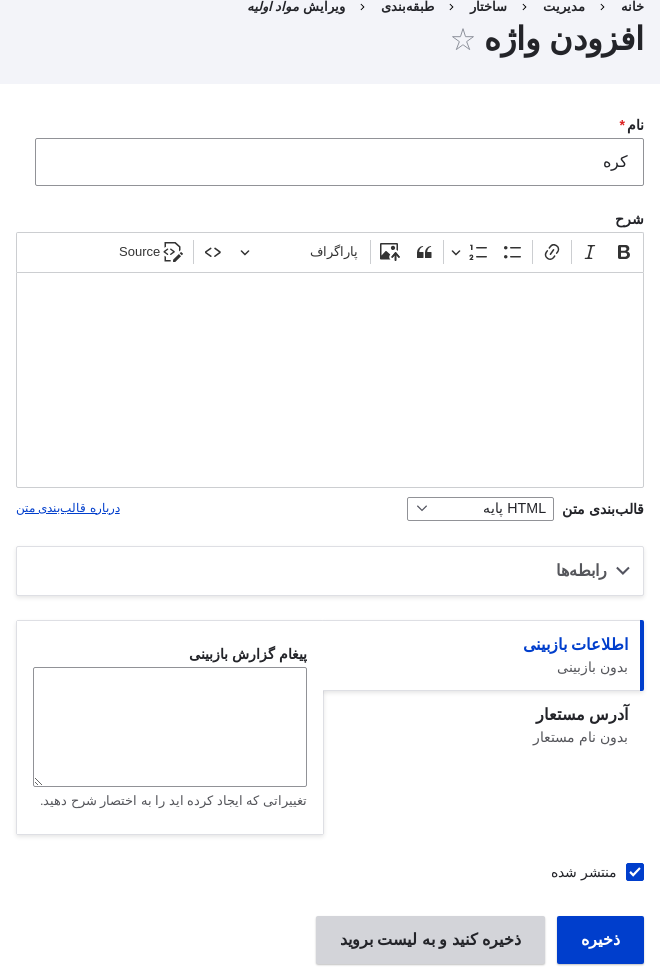 خانه › مدیریت › ساختار › طبقه‌بندی › ویرایش مواد اولیه
افزودن واژه
نام *
کره
شرح
B I پاراگراف Source
قالب‌بندی متن HTML پایه درباره قالب‌بندی متن
رابطه‌ها
اطلاعات بازبینی
بدون بازبینی
آدرس مستعار
بدون نام مستعار
پیغام گزارش بازبینی
تغییراتی که ایجاد کرده اید را به اختصار شرح دهید.
منتشر شده
ذخیره
ذخیره کنید و به لیست بروید